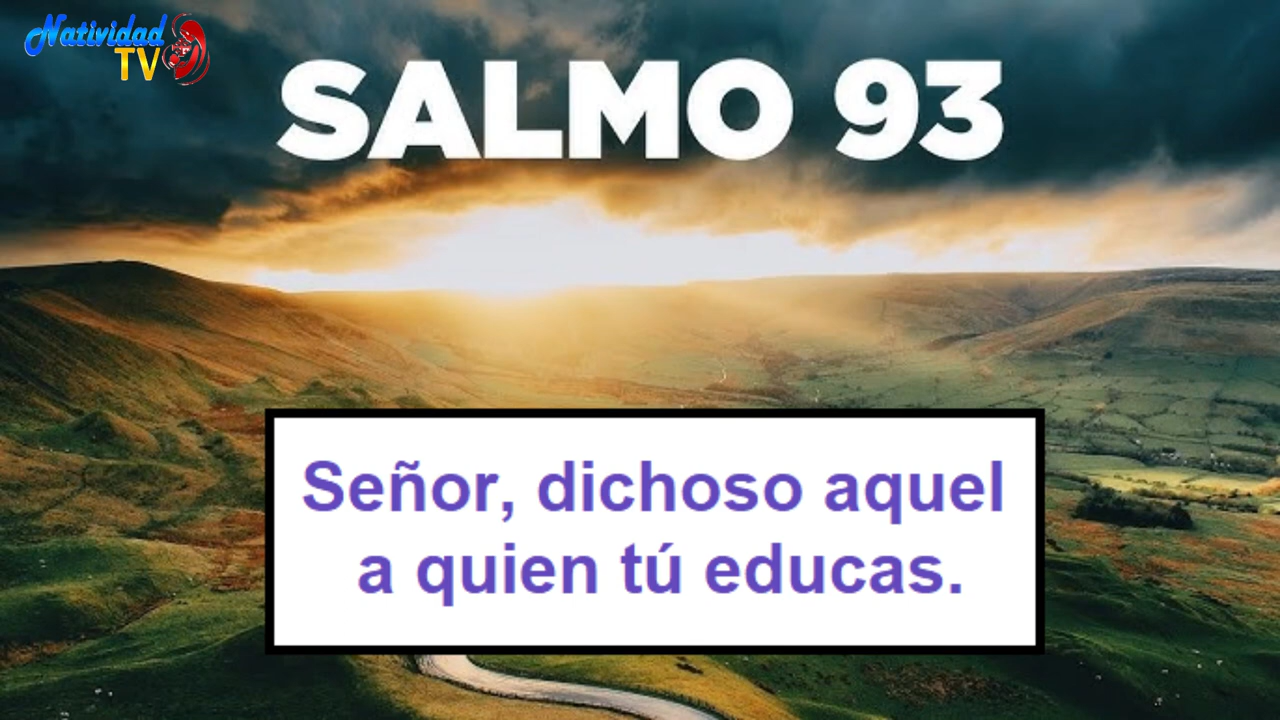 Natividad
TV
SALMO 93
Señor, dichoso aquel
a quien tú educas.